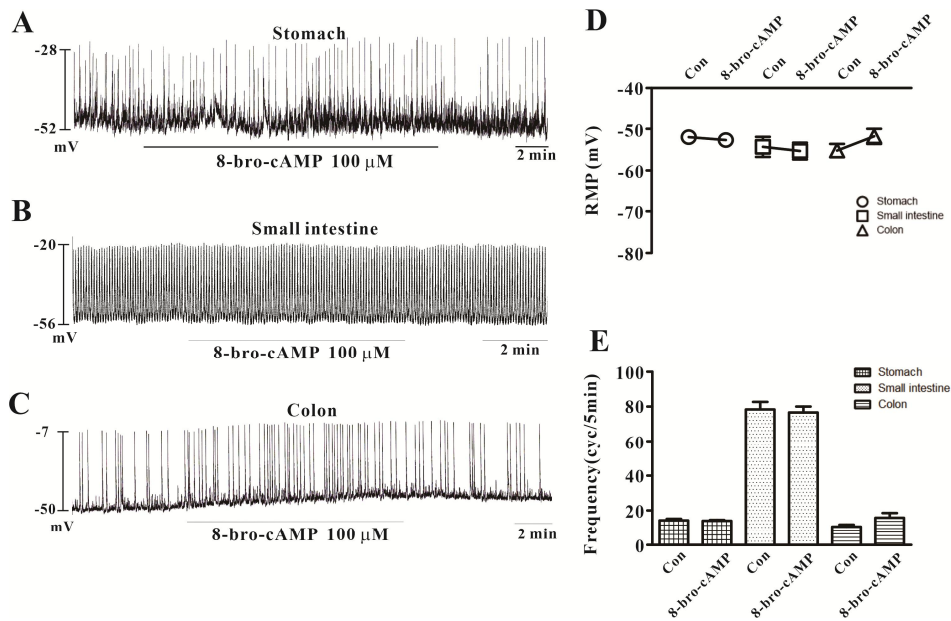 A
Stomach
-28
-52
mV
8-bro-cAMP 100 μM
2 min
B
Small intestine
-20
-56
mV
8-bro-cAMP 100 μM
2 min
C
Colon
-7
-50
mV
8-bro-cAMP 100 μM
2 min
D
Con
8-bro-cAMP
Con
8-bro-cAMP
Con
8-bro-cAMP
-40
-50
-60
-70
-80
RMP (mV)
Stomach
Small intestine
Colon
E
Stomach
Small intestine
Colon
100
80
60
40
20
0
Frequency(cyc/5min)
Con
8-bro-cAMP
Con
8-bro-cAMP
Con
8-bro-cAMP